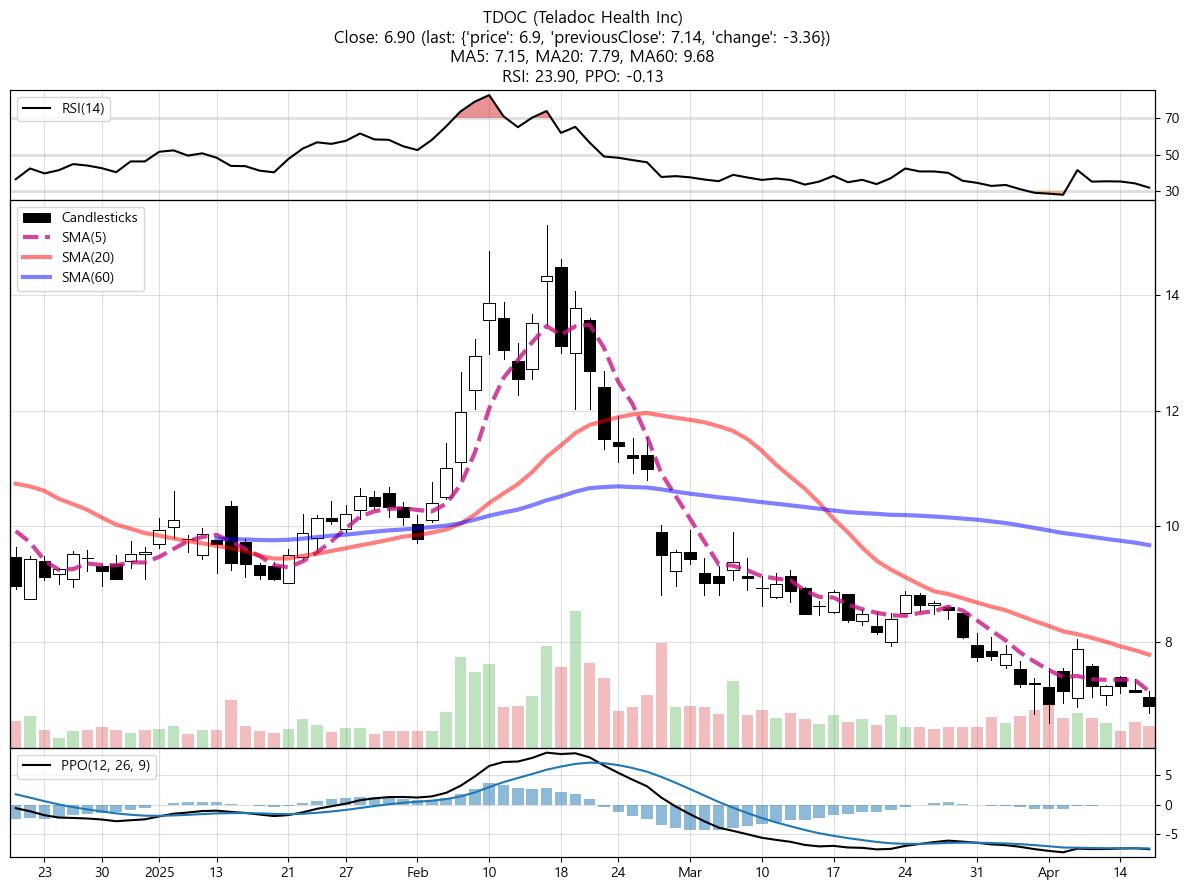 TDOC (Teladoc Health Inc)
Close: 6.90 (last: {'price': 6.9, 'previousClose': 7.14, 'change': -3.36})
MA5: 7.15, MA20: 7.79, MA60: 9.68
RSI: 23.90, PPO: -0.13
RSI(14)
70
50
30
Candlesticks
SMA(5)
SMA(20)
SMA(60)
14
12
10
8
PPO(12, 26, 9)
5
0
-5
23 30 2025 13 21 27 Feb 10 18 24 Mar 10 17 24 31 Apr 14